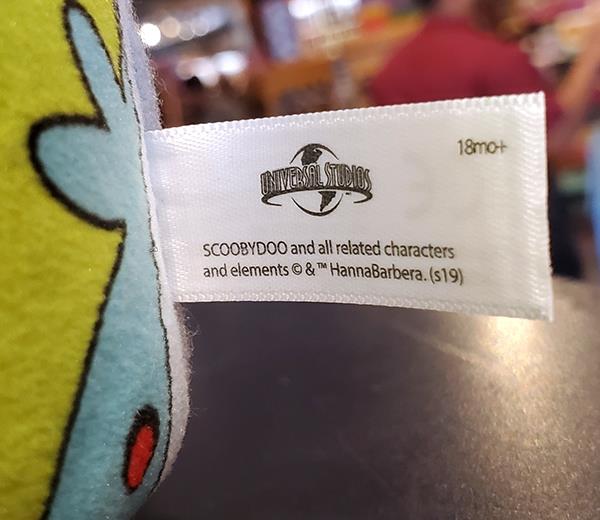 18mo+
UNIVERSAL STUDIOS
SCOOBYDOO and all related characters
and elements © & ™ HannaBarbera. (s19)